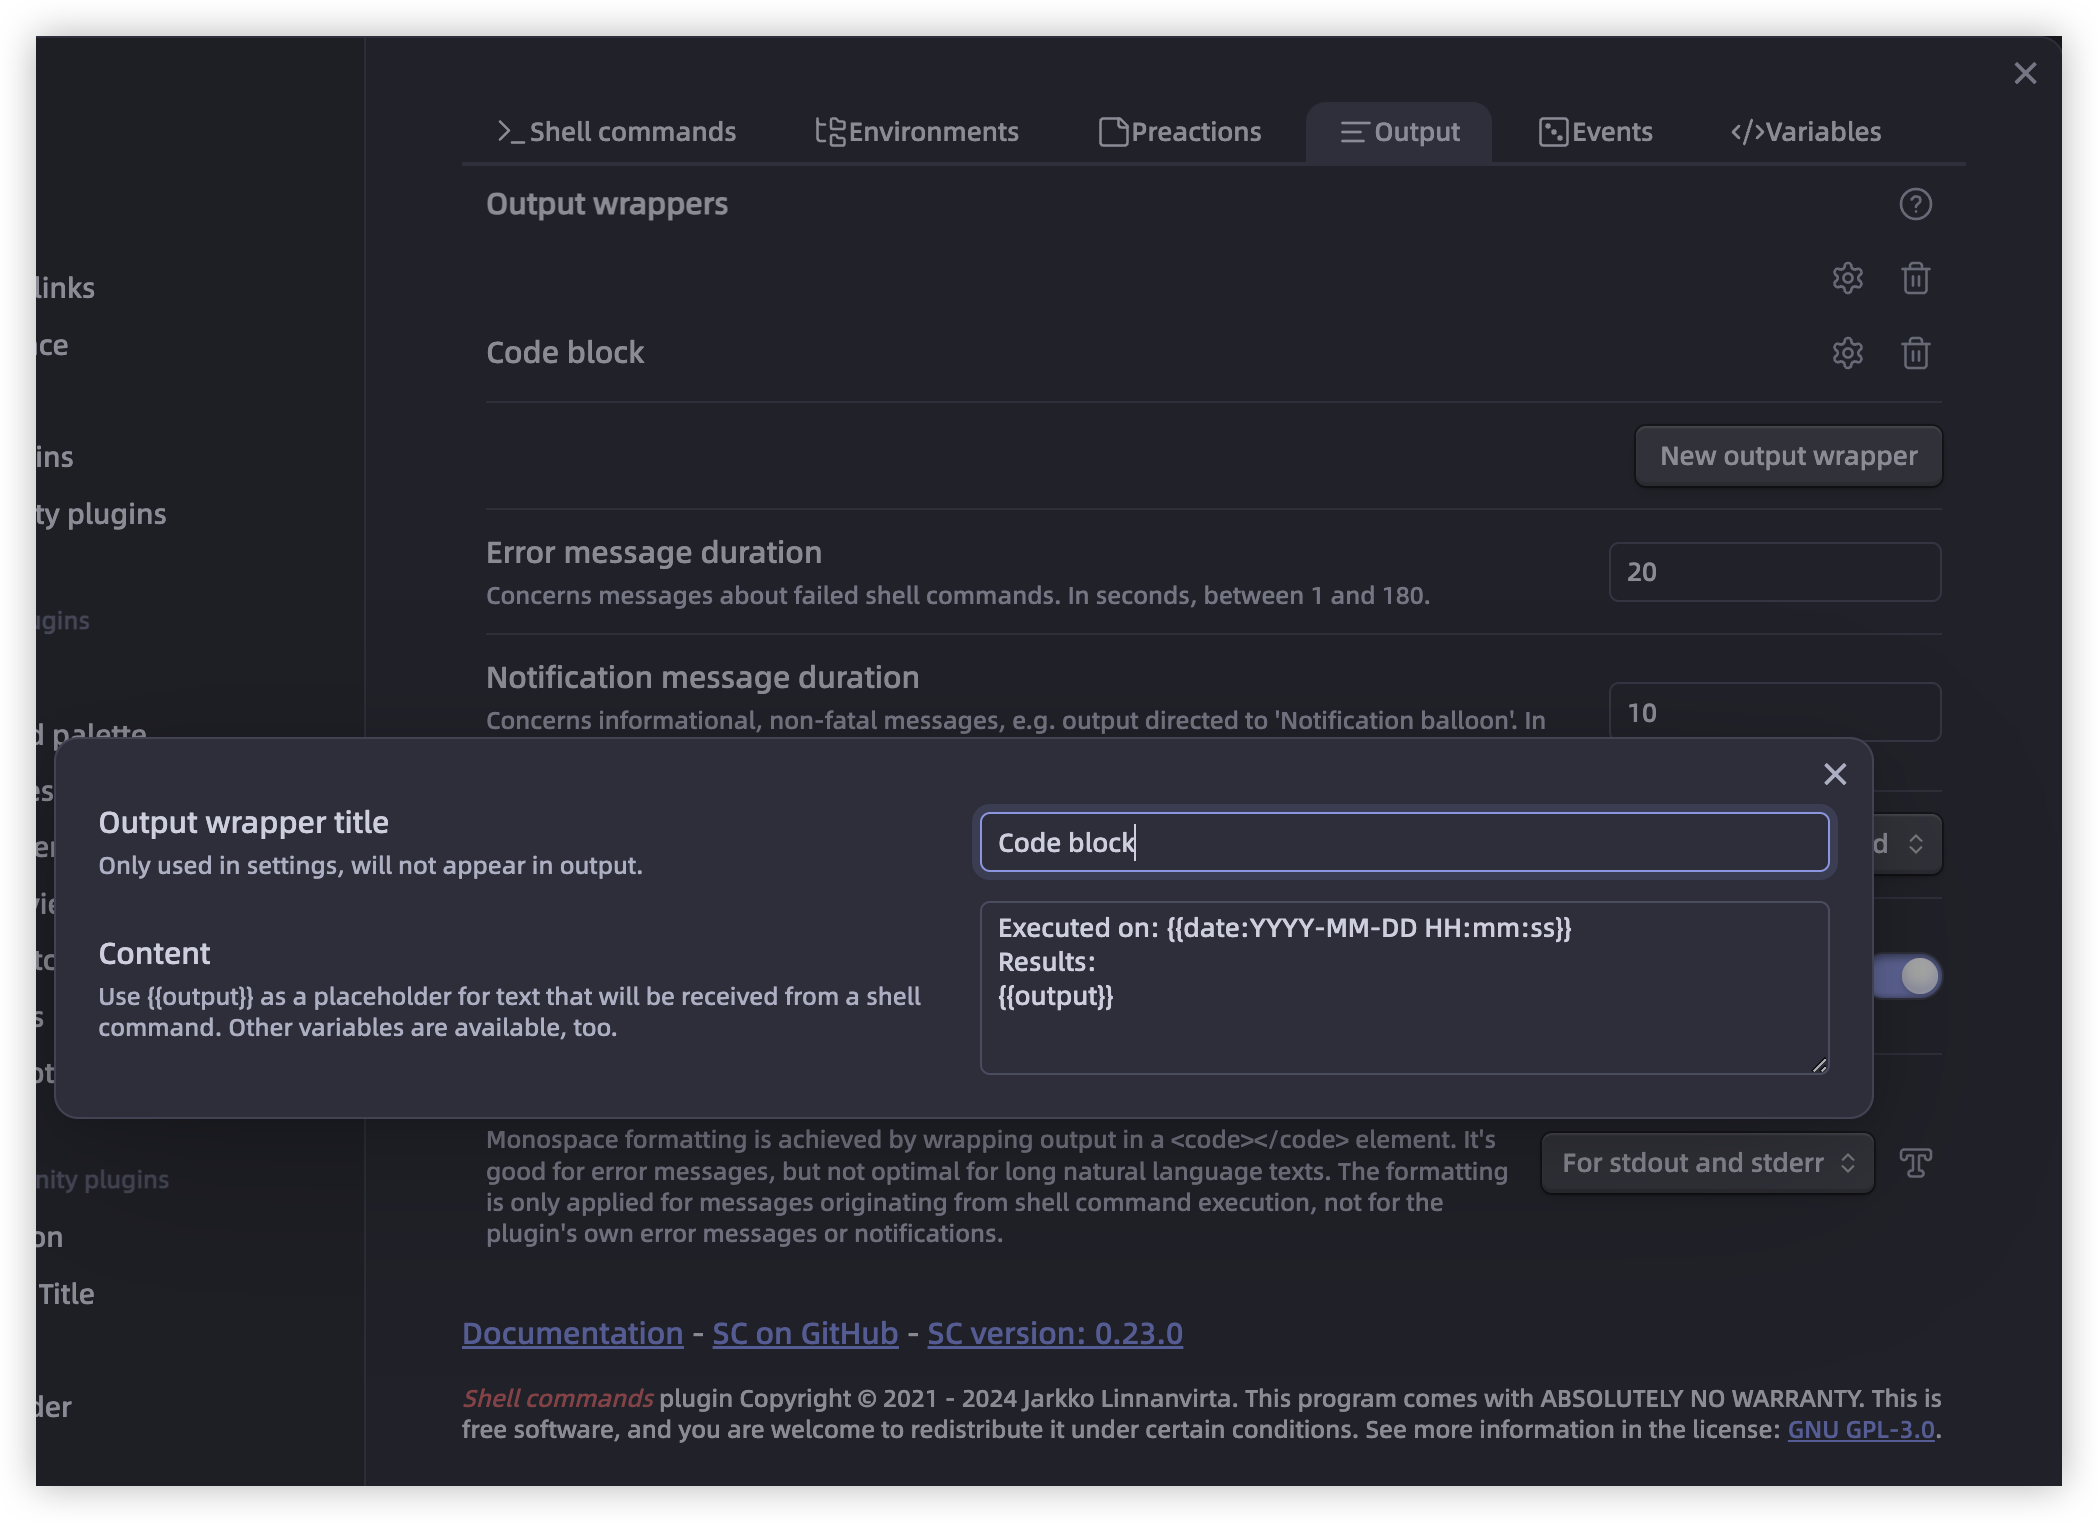 Shell commands
Environments
Preactions
Output
Events
Variables
Output wrappers
links
ce
Code block
New output wrapper
ins
ty plugins
Error message duration
20
Concerns messages about failed shell commands. In seconds, between 1 and 180.
ugins
Notification message duration
10
Concerns informational, non-fatal messages, e.g. output directed to 'Notification balloon'. In
d palette
es
Output wrapper title
Only used in settings, will not appear in output.
Code block
d
Content
Use {{output}} as a placeholder for text that will be received from a shell
command. Other variables are available, too.
Executed on: {{date:YYYY-MM-DD HH:mm:ss}}
Results:
{{output}}
s
Monospace formatting is achieved by wrapping output in a <code></code> element. It's
good for error messages, but not optimal for long natural language texts. The formatting
is only applied for messages originating from shell command execution, not for the
plugin's own error messages or notifications.
For stdout and stderr
nity plugins
on
Title
der
Documentation - SC on GitHub - SC version: 0.23.0
Shell commands plugin Copyright © 2021 - 2024 Jarkko Linnanvirta. This program comes with ABSOLUTELY NO WARRANTY. This is
free software, and you are welcome to redistribute it under certain conditions. See more information in the license: GNU GPL-3.0.